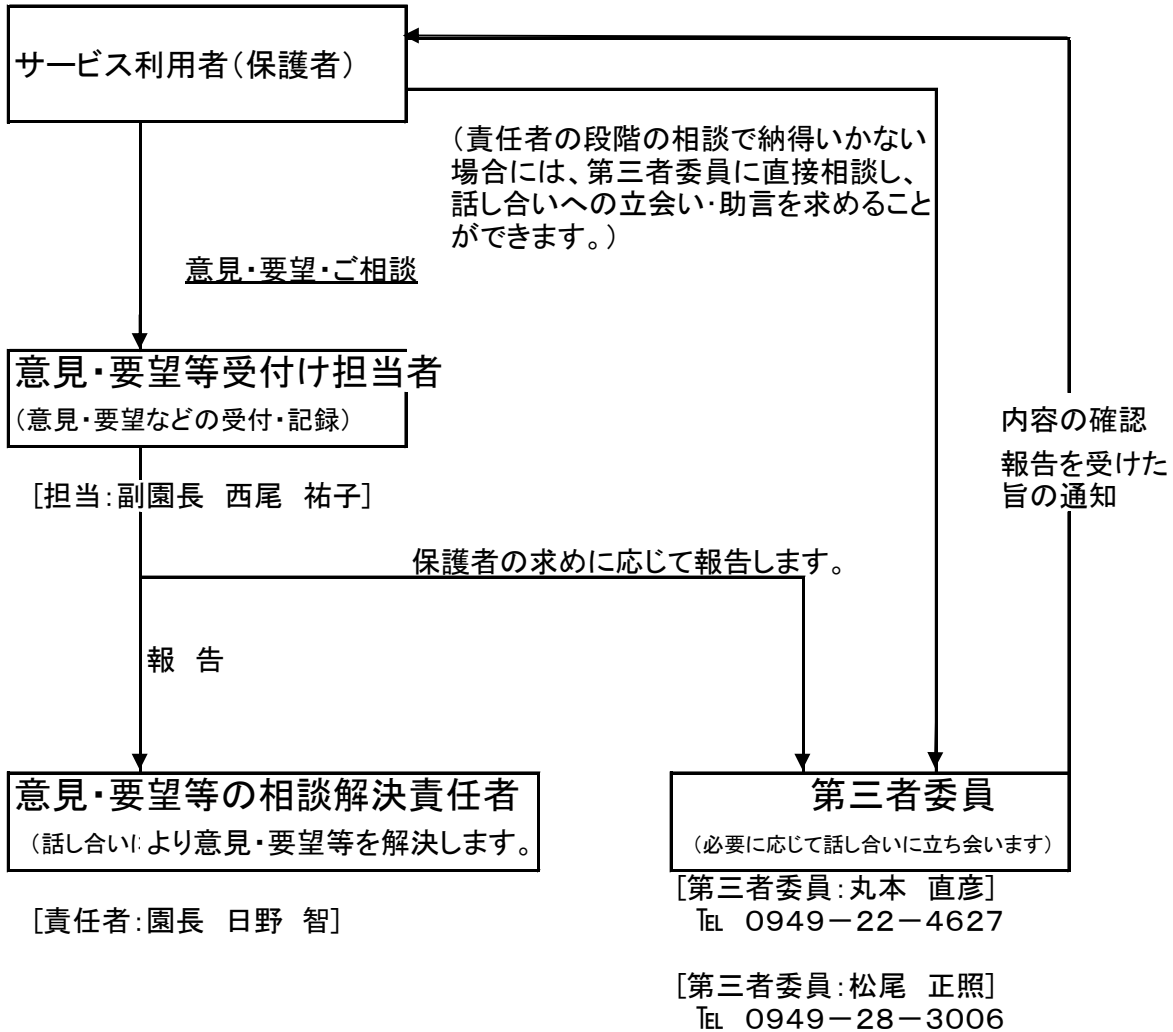 サービス利用者(保護者)
(責任者の段階の相談で納得いかない
場合には、第三者委員に直接相談し、
話し合いへの立会い・助言を求めること
ができます。)
意見・要望・ご相談
意見・要望等受付け担当者
(意見・要望などの受付・記録)
[担当:副園長 西尾 祐子]
内容の確認
報告を受けた
旨の通知
保護者の求めに応じて報告します。
報 告
意見・要望等の相談解決責任者
(話し合いにより意見・要望等を解決します。
[責任者:園長 日野 智]
第三者委員
(必要に応じて話し合いに立ち会います)
[第三者委員:丸本 直彦]
℡ 0949-22-4627
[第三者委員:松尾 正照]
℡ 0949-28-3006